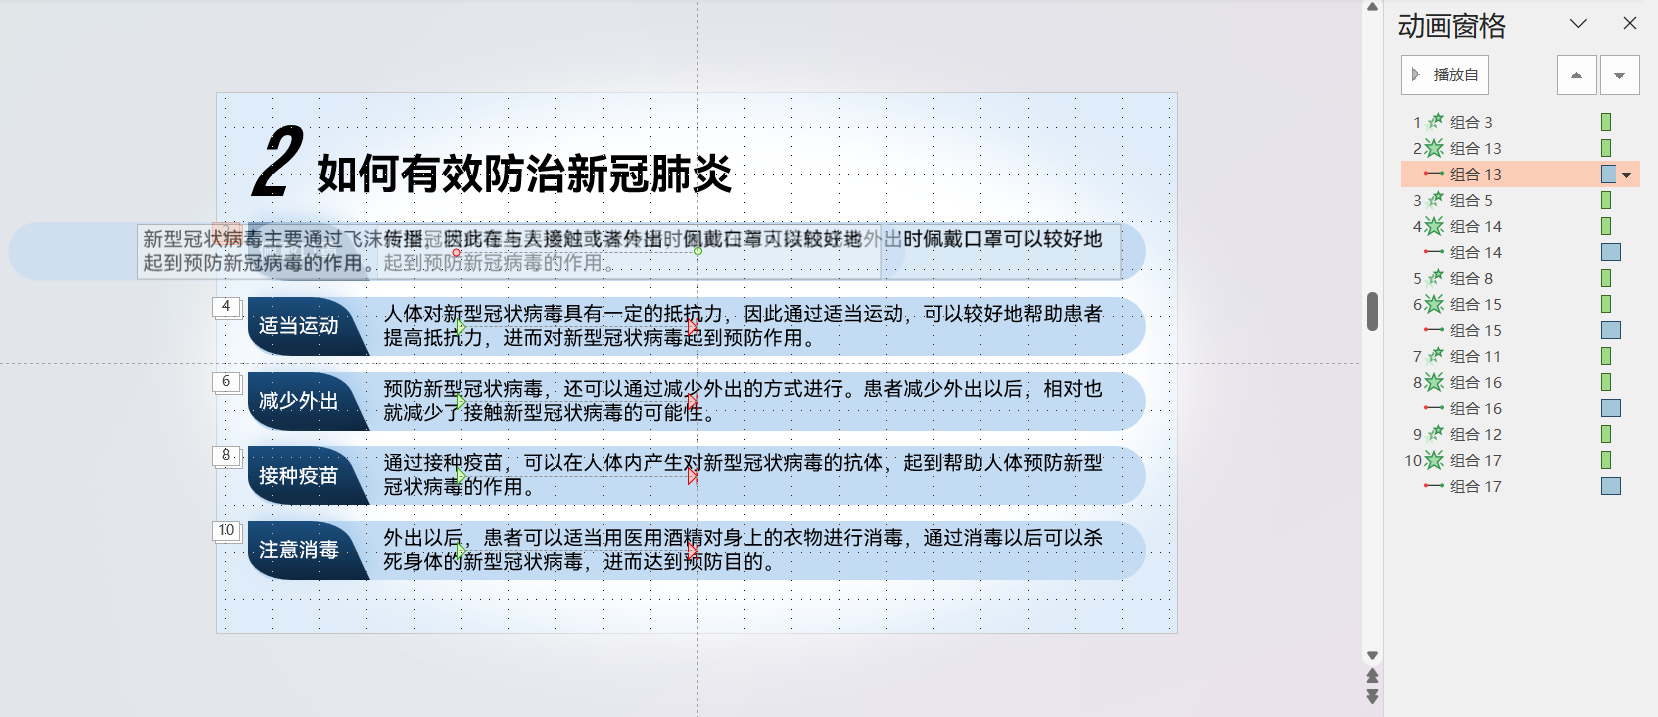 动画窗格
播放自
2
如何有效防治新冠肺炎
新型冠状病毒主要通过飞沫传播，因此在与人接触或者外出时佩戴口罩可以较好地
起到预防新冠病毒的作用。
4
适当运动
人体对新型冠状病毒具有一定的抵抗力，因此通过适当运动，可以较好地帮助患者
提高抵抗力，进而对新型冠状病毒起到预防作用。
6
减少外出
预防新型冠状病毒，还可以通过减少外出的方式进行。患者减少外出以后，相对也
就减少了接触新型冠状病毒的可能性。
8
接种疫苗
通过接种疫苗，可以在人体内产生对新型冠状病毒的抗体，起到帮助人体预防新型
冠状病毒的作用。
10
注意消毒
外出以后，患者可以适当用医用酒精对身上的衣物进行消毒，通过消毒以后可以杀
死身体的新型冠状病毒，进而达到预防目的。
1 组合 3
2 组合 13
组合 13
3 组合 5
4 组合 14
组合 14
5 组合 8
6 组合 15
组合 15
7 组合 11
8 组合 16
组合 16
9 组合 12
10 组合 17
组合 17